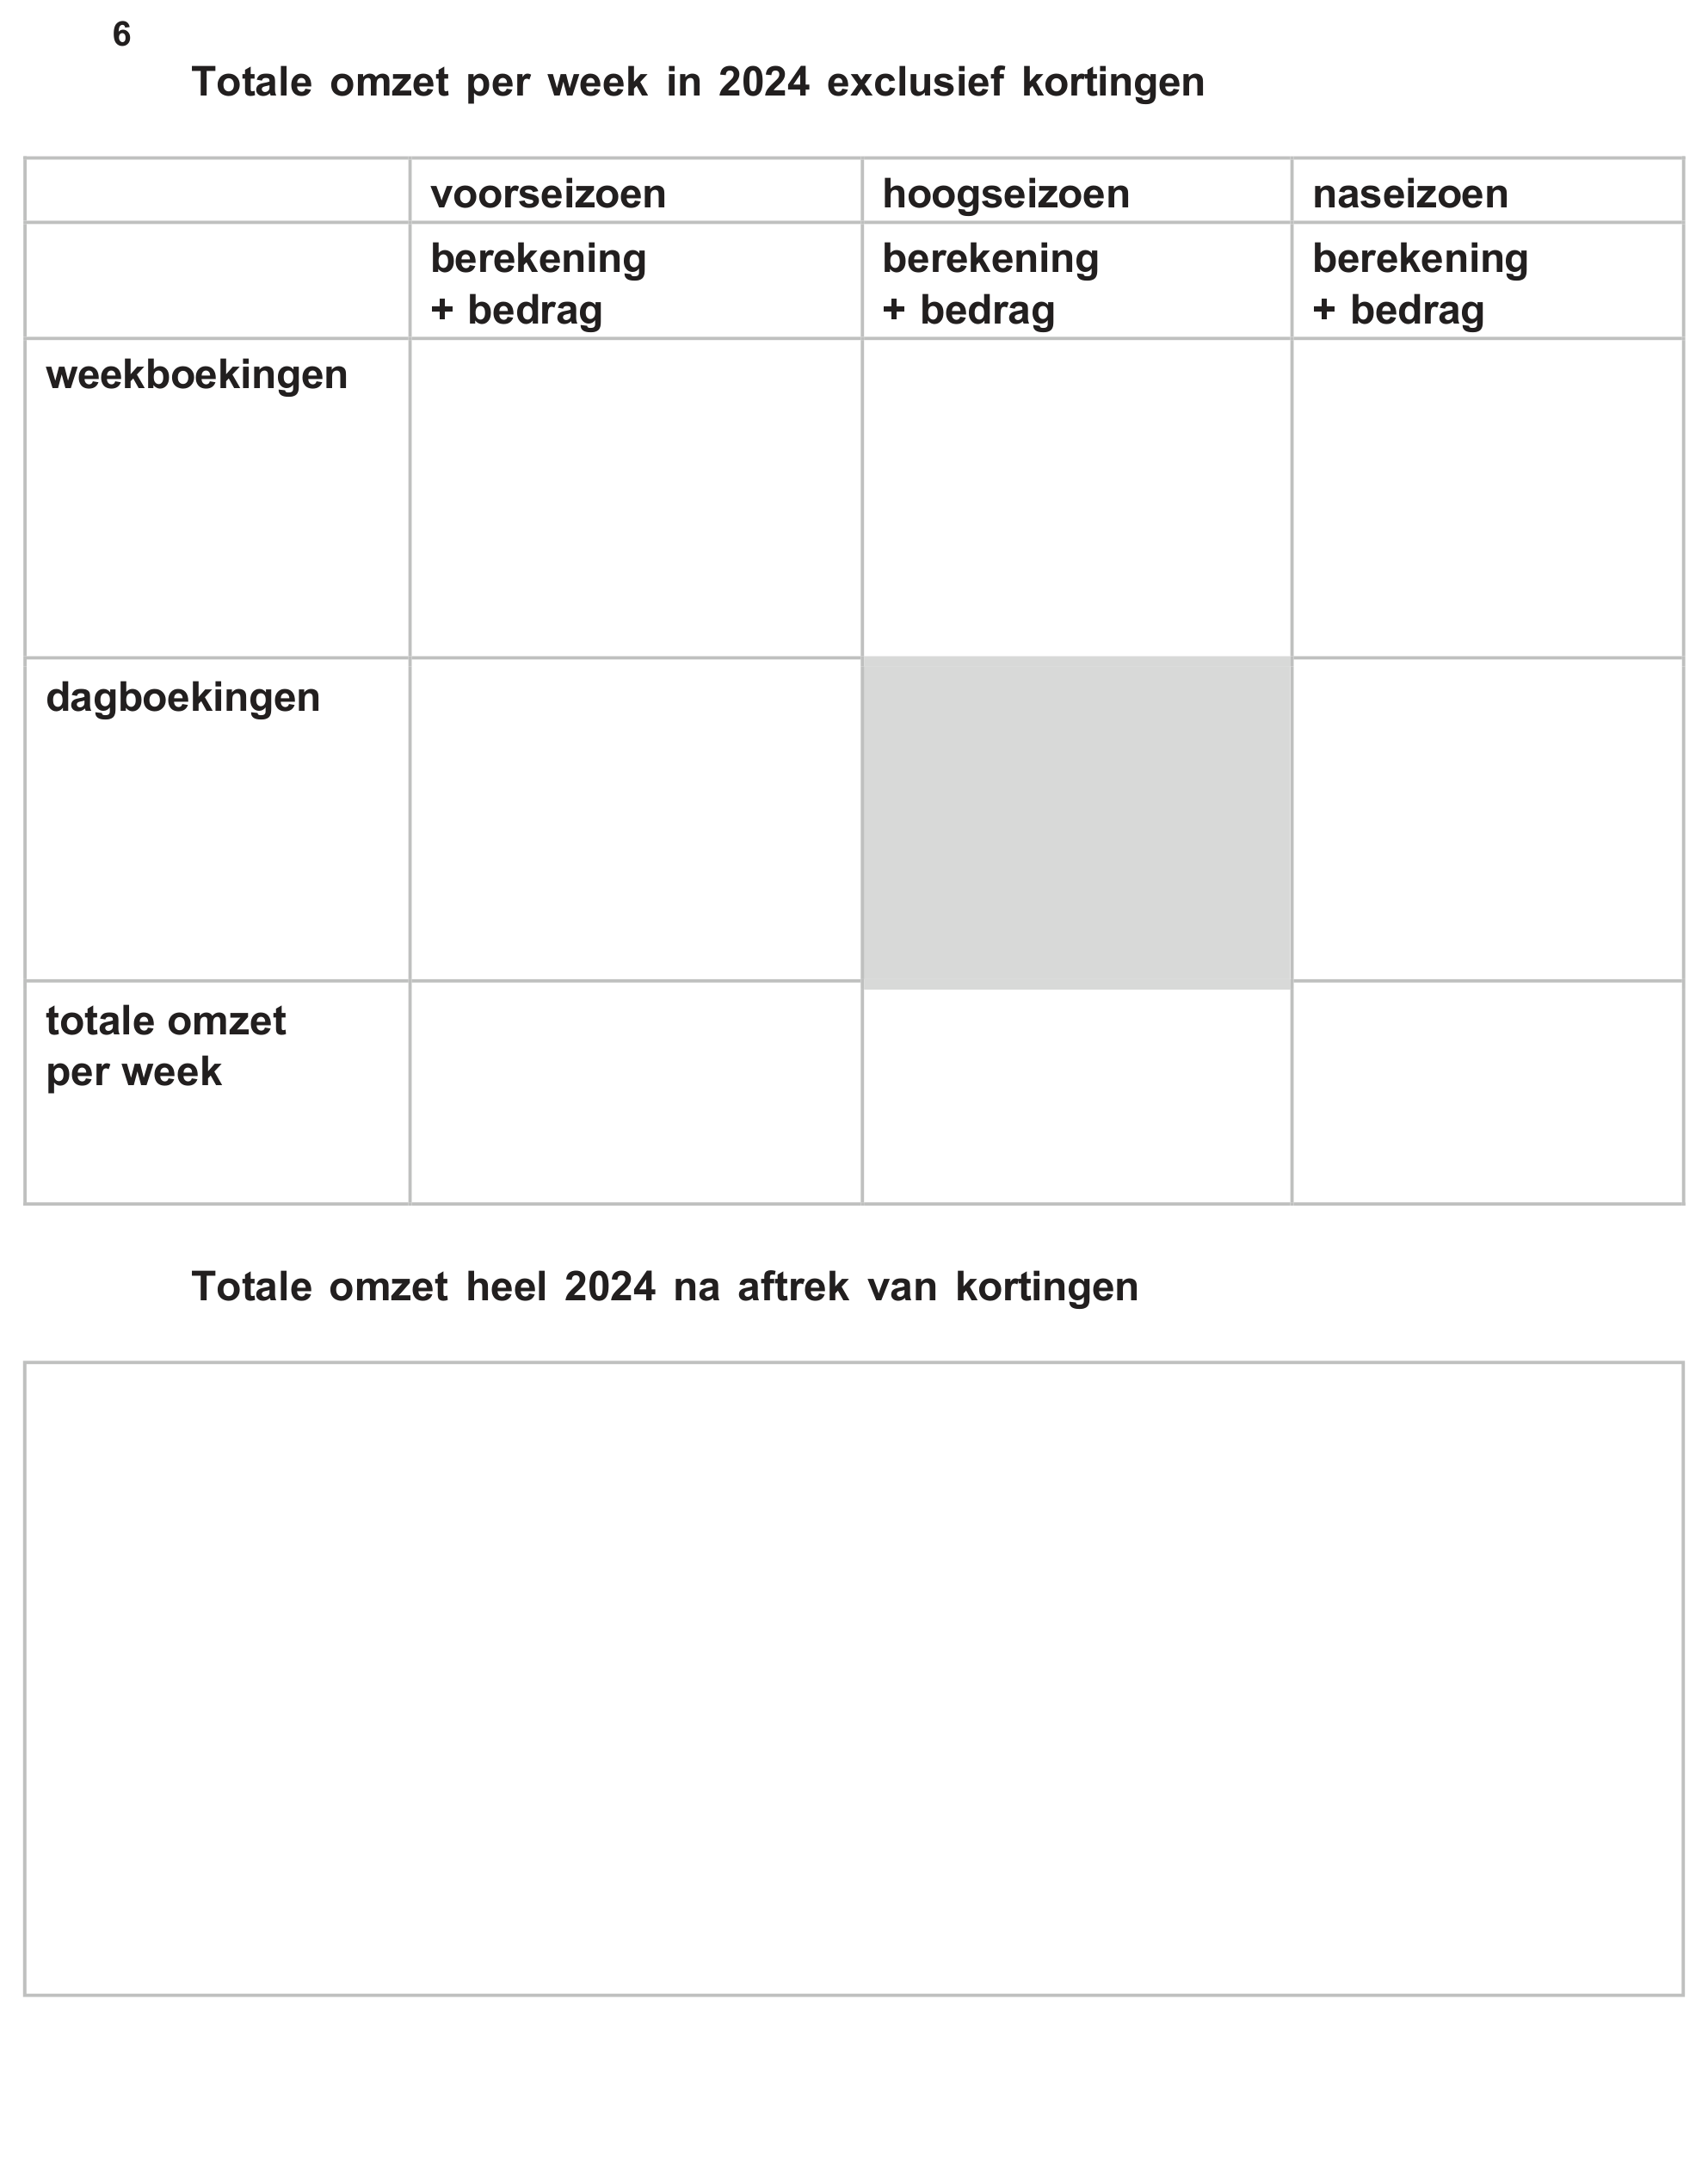 6
Totale omzet per week in 2024 exclusief kortingen
voorseizoen hoogseizoen naseizoen
berekening berekening berekening
+ bedrag + bedrag + bedrag
weekboekingen
dagboekingen
totale omzet
per week
Totale omzet heel 2024 na aftrek van kortingen